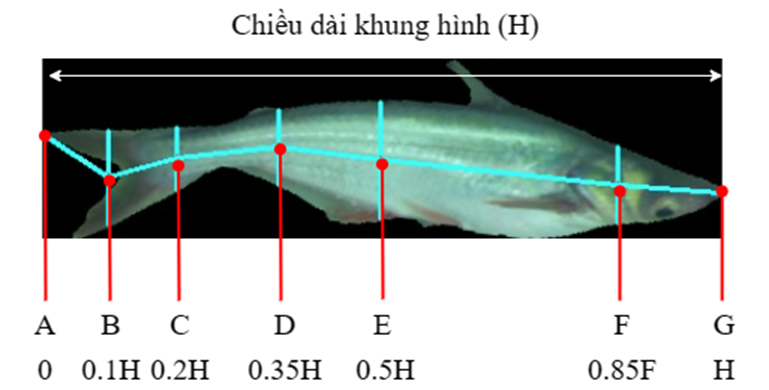 Chiều dài khung hình (H)
A B C D E F G
0 0.1H 0.2H 0.35H 0.5H 0.85F H